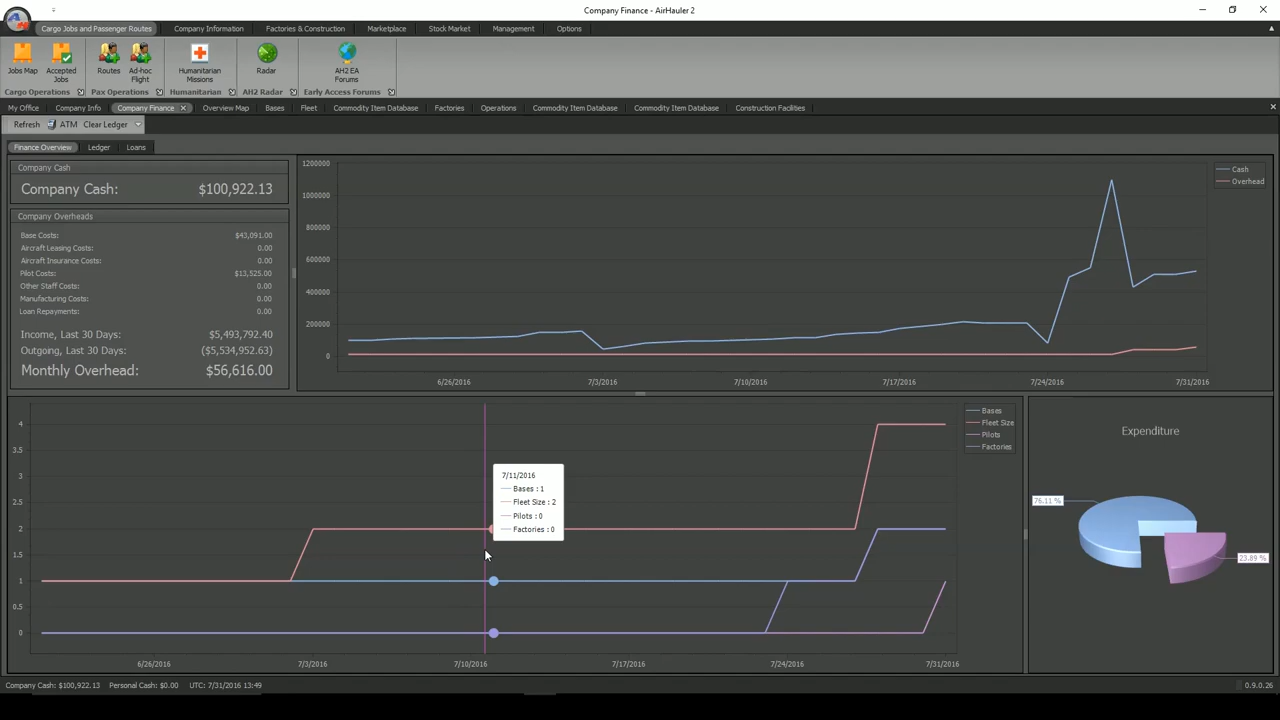 Company Finance - AirHauler 2
Cargo Jobs and Passenger Routes Company Information Factories & Construction Marketplace Stock Market Management Options
Jobs Map Accepted Jobs Routes Ad-hoc Flight Humanitarian Missions Radar AH2 EA Forums
Cargo Operations Pax Operations Humanitarian AH2 Radar Early Access Forums
My Office Company Info Company Finance Overview Map Bases Fleet Commodity Item Database Factories Operations Commodity Item Database Commodity Item Database Construction Facilities
Refresh ATM Clear Ledger
Finance Overview Ledger Loans
Company Cash
Company Cash: $100,922.13
Company Overheads
Base Costs: $43,091.00
Aircraft Leasing Costs: 0.00
Aircraft Insurance Costs: 0.00
Pilot Costs: $13,525.00
Other Staff Costs: 0.00
Manufacturing Costs: 0.00
Loan Repayments: 0.00
Income, Last 30 Days: $5,493,792.40
Outgoing, Last 30 Days: ($5,534,952.63)
Monthly Overhead: $56,616.00
1200000
1000000
800000
600000
400000
200000
0
6/26/2016 7/3/2016 7/10/2016 7/17/2016 7/24/2016 7/31/2016
Cash
Overhead
4
3.5
3
2.5
2
1.5
1
0.5
0
6/26/2016 7/3/2016 7/10/2016 7/17/2016 7/24/2016 7/31/2016
7/11/2016
Bases : 1
Fleet Size : 2
Pilots : 0
Factories : 0
Bases
Fleet Size
Pilots
Factories
Expenditure
76.11 %
23.89 %
Company Cash: $100,922.13 Personal Cash: $0.00 UTC: 7/31/2016 13:49 0.9.0.26